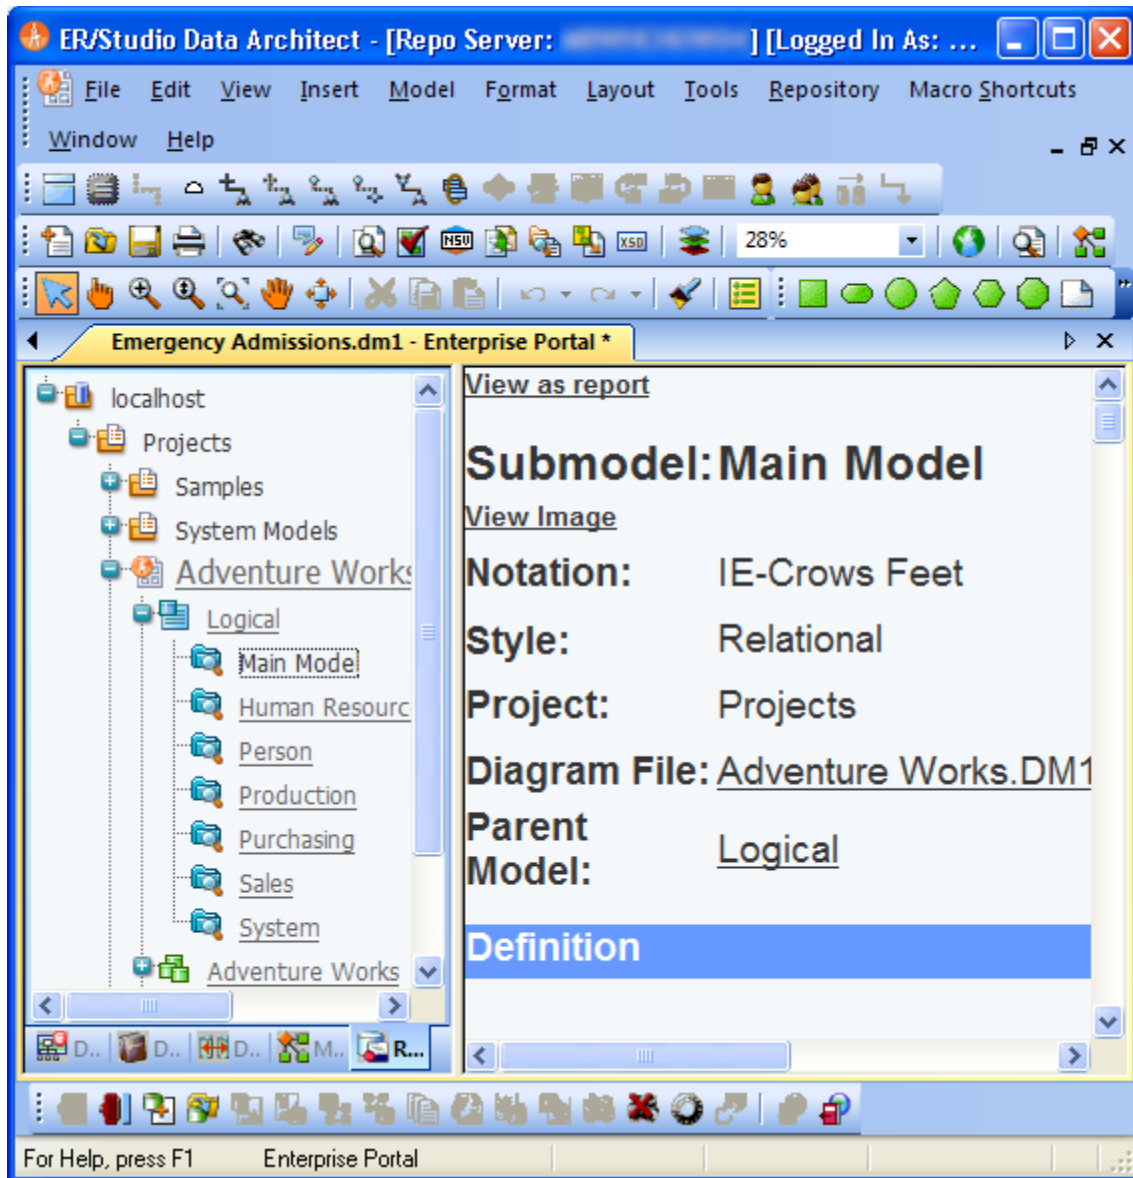 ER/Studio Data Architect - [Repo Server: ] [Logged In As: ...
File Edit View Insert Model Format Layout Tools Repository Macro Shortcuts
Window Help
NSU XSD 28%
Emergency Admissions.dm1 - Enterprise Portal *
localhost
Projects
Samples
System Models
Adventure Works
Logical
Main Model
Human Resourc
Person
Production
Purchasing
Sales
System
Adventure Works
D.. D.. D.. M.. R...
View as report
Submodel: Main Model
View Image
Notation: IE-Crows Feet
Style: Relational
Project: Projects
Diagram File: Adventure Works.DM1
Parent Model: Logical
Definition
For Help, press F1 Enterprise Portal